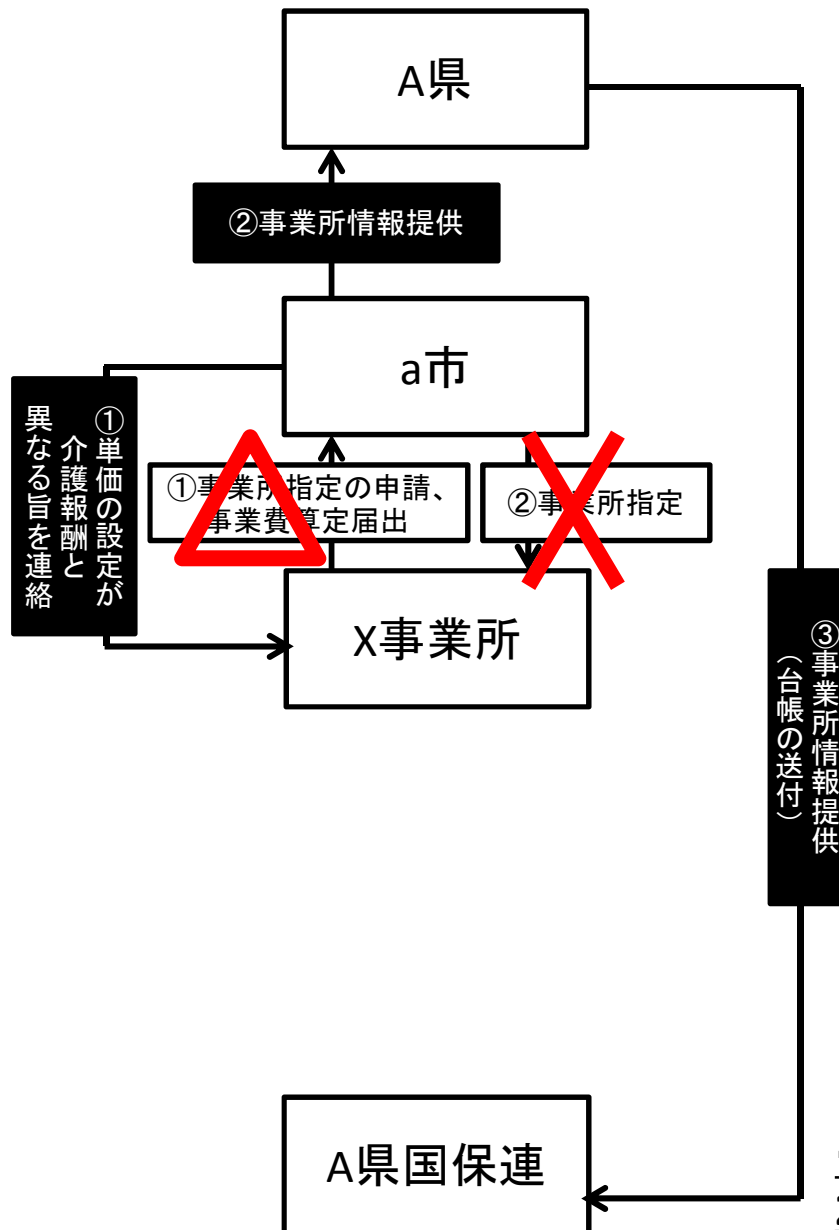 A県
②事業所情報提供
a市
①単価の設定が
介護報酬と
異なる旨を連絡
①事業所指定の申請、
事業費算定届出
②事業所指定
X事業所
③事業所情報提供
（台帳の送付）
A県国保連